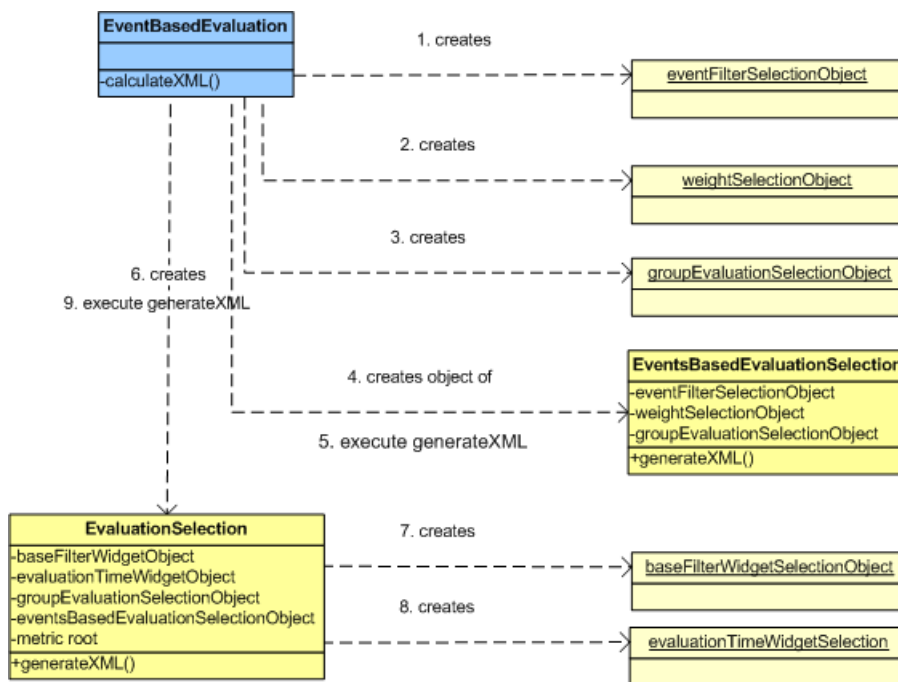 EventBasedEvaluation
-calculateXML()
1. creates
eventFilterSelectionObject
2. creates
weightSelectionObject
3. creates
groupEvaluationSelectionObject
6. creates
9. execute generateXML
4. creates object of
5. execute generateXML
EventsBasedEvaluationSelection
-eventFilterSelectionObject
-weightSelectionObject
-groupEvaluationSelectionObject
+generateXML()
EvaluationSelection
-baseFilterWidgetObject
-evaluationTimeWidgetObject
-groupEvaluationSelectionObject
-eventsBasedEvaluationSelectionObject
-metric root
+generateXML()
7. creates
baseFilterWidgetSelectionObject
8. creates
evaluationTimeWidgetSelection